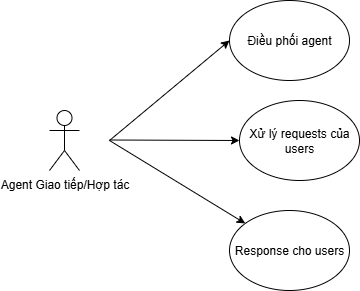 Điều phối agent
Xử lý requests của
users
Agent Giao tiếp/Hợp tác
Response cho users